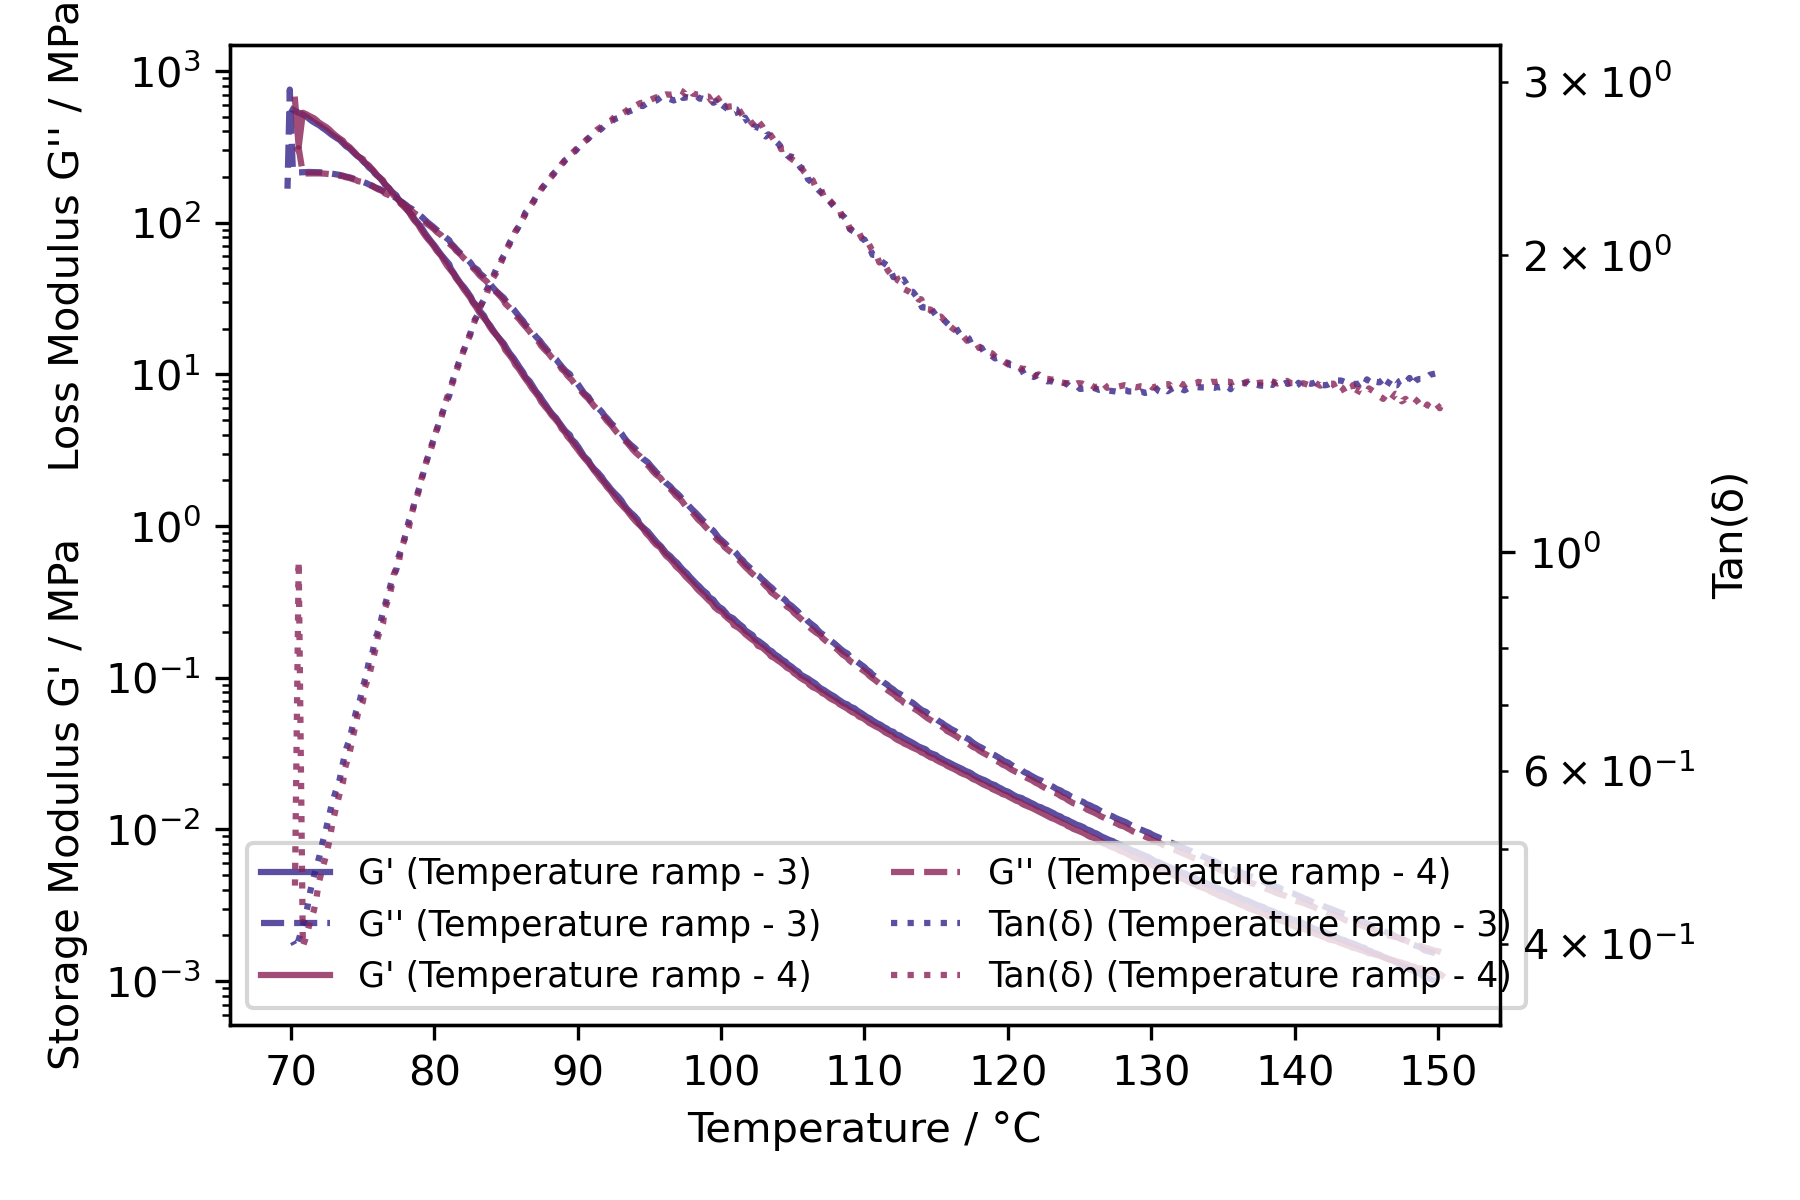 Storage Modulus G' / MPa Loss Modulus G'' / MPa
10³
10²
10¹
10⁰
10⁻¹
10⁻²
10⁻³
3 × 10⁰
2 × 10⁰
10⁰
6 × 10⁻¹
4 × 10⁻¹
Tan(δ)
G' (Temperature ramp - 3)
G'' (Temperature ramp - 3)
G' (Temperature ramp - 4)
G'' (Temperature ramp - 4)
Tan(δ) (Temperature ramp - 3)
Tan(δ) (Temperature ramp - 4)
70 80 90 100 110 120 130 140 150
Temperature / °C